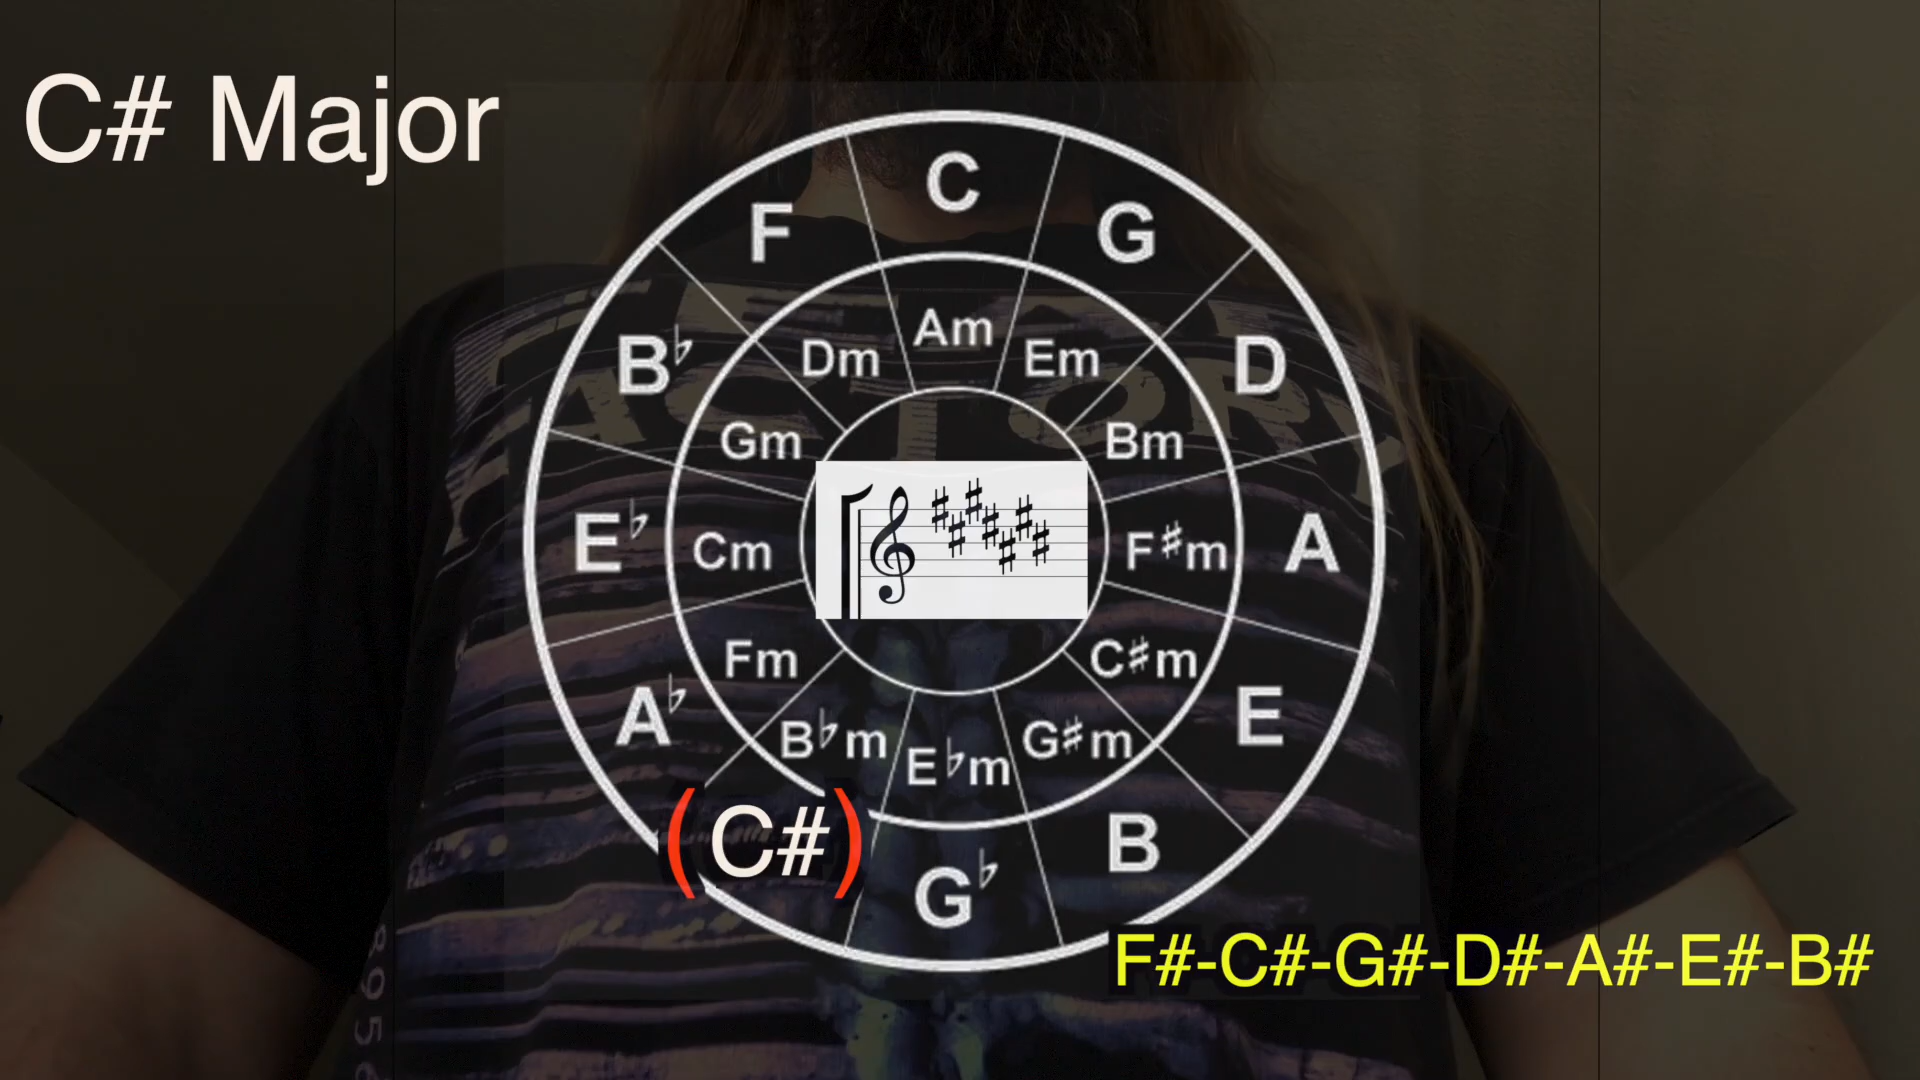 C# Major
C
F
G
B♭
D
Am
Dm
Em
Gm
Bm
E♭
A
Cm
F♯m
Fm
C♯m
A♭
E
B♭m
G♯m
E♭m
(C#)
B
G♭
F#-C#-G#-D#-A#-E#-B#